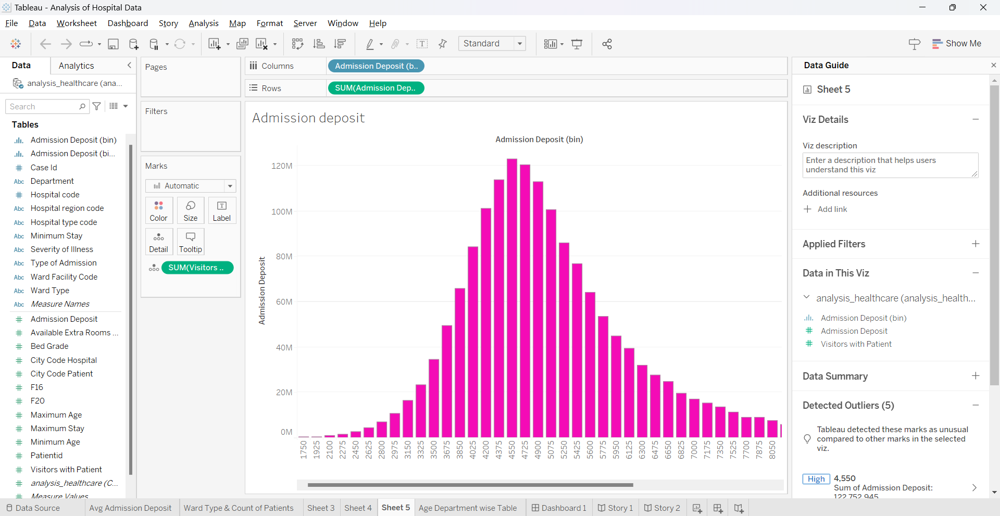 Tableau - Analysis of Hospital Data
File Data Worksheet Dashboard Story Analysis Map Format Server Window Help
Standard
Show Me
Data Analytics
analysis_healthcare (ana...
Search
Tables
Admission Deposit (bin)
Admission Deposit (bi...
# Case Id
Abc Department
# Hospital code
Abc Hospital region code
Abc Hospital type code
Abc Minimum Stay
Abc Severity of Illness
Abc Type of Admission
Abc Ward Facility Code
Abc Ward Type
Abc Measure Names
# Admission Deposit
# Available Extra Rooms ...
# Bed Grade
# City Code Hospital
# City Code Patient
# F16
# F20
# Maximum Age
# Maximum Stay
# Minimum Age
# Patientid
# Visitors with Patient
# analysis_healthcare (C...
# Measure Values
Pages
Filters
Marks
Automatic
Color Size Label
Detail Tooltip
SUM(Visitors ..
Columns Admission Deposit (b..
Rows SUM(Admission Dep..
Admission deposit
Admission Deposit (bin)
Admission Deposit
120M
100M
80M
60M
40M
20M
0M
1750 1925 2100 2275 2450 2625 2800 2975 3150 3325 3500 3675 3850 4025 4200 4375 4550 4725 4900 5075 5250 5425 5600 5775 5950 6125 6300 6475 6650 6825 7000 7175 7350 7525 7700 7875 8050
Data Guide
Sheet 5
Viz Details
Viz description
Enter a description that helps users
understand this viz
Additional resources
Add link
Applied Filters
Data in This Viz
analysis_healthcare (analysis_health...
Admission Deposit (bin)
# Admission Deposit
# Visitors with Patient
Data Summary
Detected Outliers (5)
Tableau detected these marks as unusual
compared to other marks in the selected
viz.
High 4,550
Sum of Admission Deposit:
122,752,945
Data Source Avg Admission Deposit Ward Type & Count of Patients Sheet 3 Sheet 4 Sheet 5 Age Department wise Table Dashboard 1 Story 1 Story 2